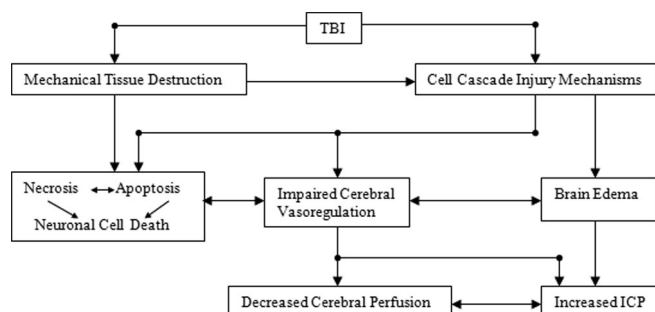 TBI
Mechanical Tissue Destruction
Cell Cascade Injury Mechanisms
Necrosis Apoptosis
Neuronal Cell Death
Impaired Cerebral
Vasoregulation
Brain Edema
Decreased Cerebral Perfusion
Increased ICP